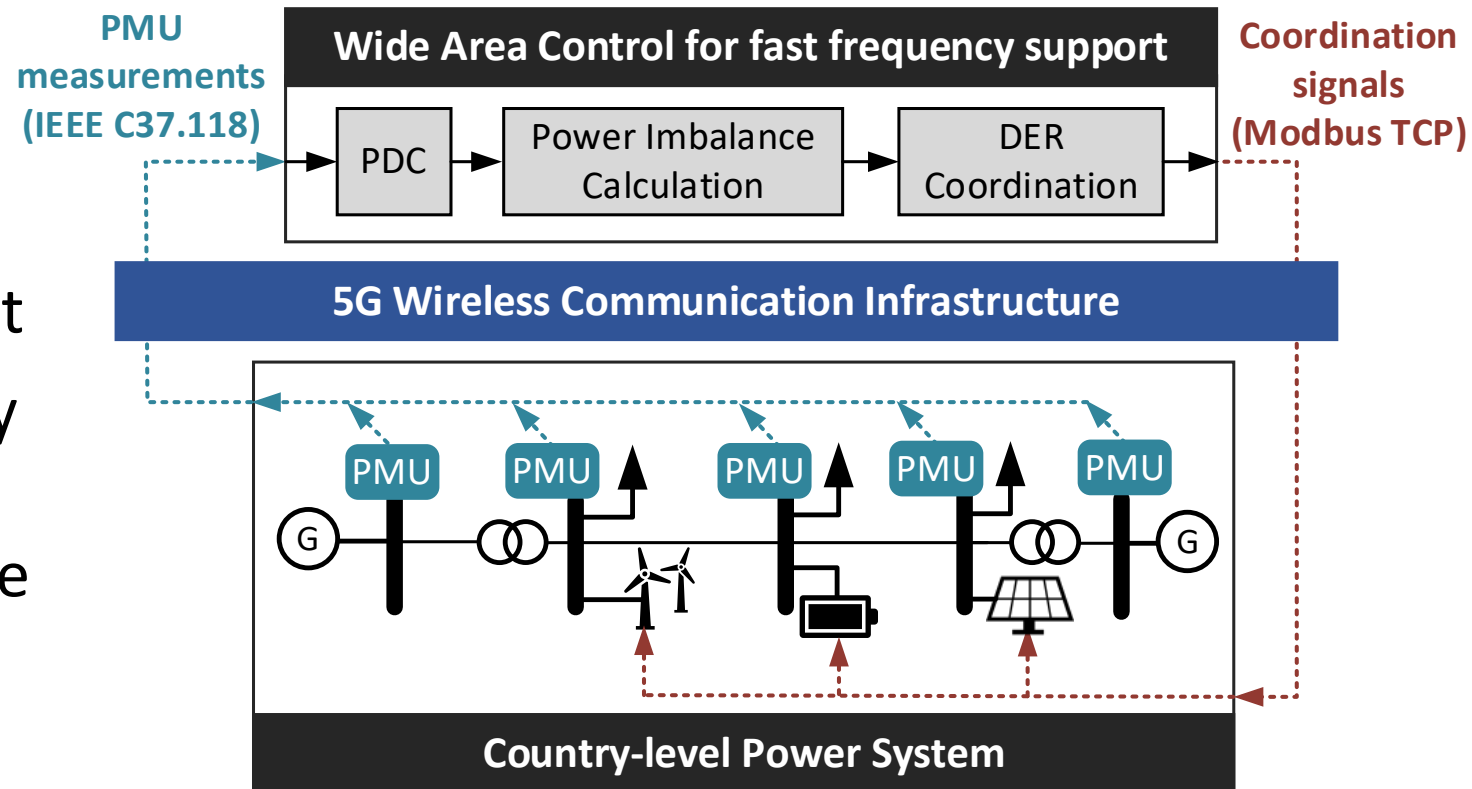 PMU
measurements
(IEEE C37.118)
Wide Area Control for fast frequency support
Coordination
signals
(Modbus TCP)
PDC
Power Imbalance
Calculation
DER
Coordination
5G Wireless Communication Infrastructure
t
y
e
PMU
PMU
PMU
PMU
PMU
G
G
Country-level Power System